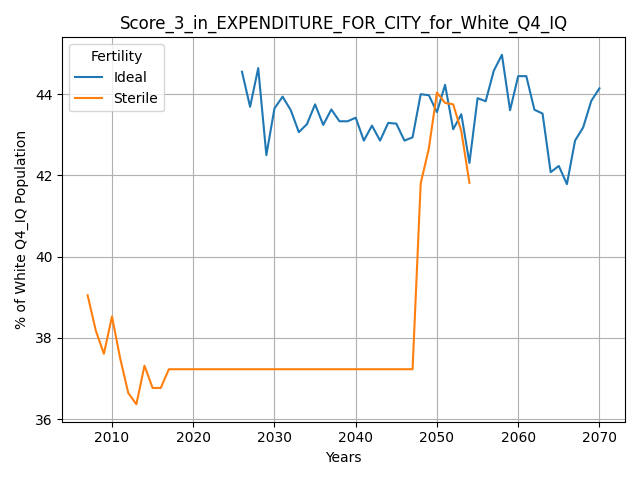 Score_3_in_EXPENDITURE_FOR_CITY_for_White_Q4_IQ
Fertility
Ideal
Sterile
% of White Q4_IQ Population
44
42
40
38
36
2010 2020 2030 2040 2050 2060 2070
Years